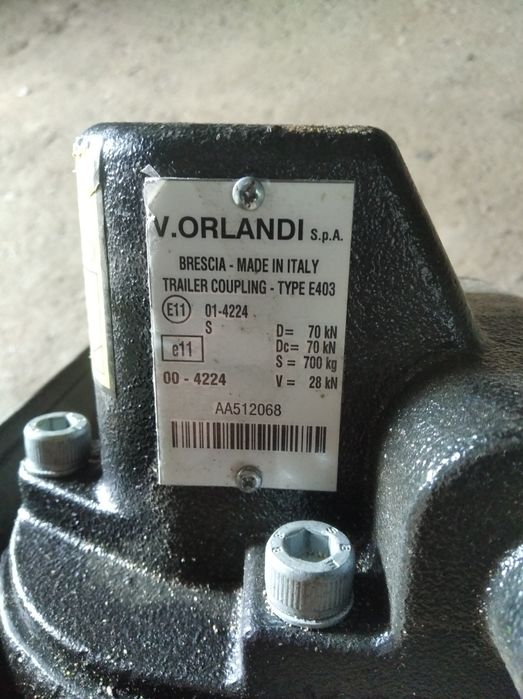 V.ORLANDI S.p.A.
BRESCIA - MADE IN ITALY
TRAILER COUPLING - TYPE E403
E11 01-4224
S D= 70 kN
e11 Dc= 70 kN
S = 700 kg
00 - 4224 V = 28 kN
AA512068